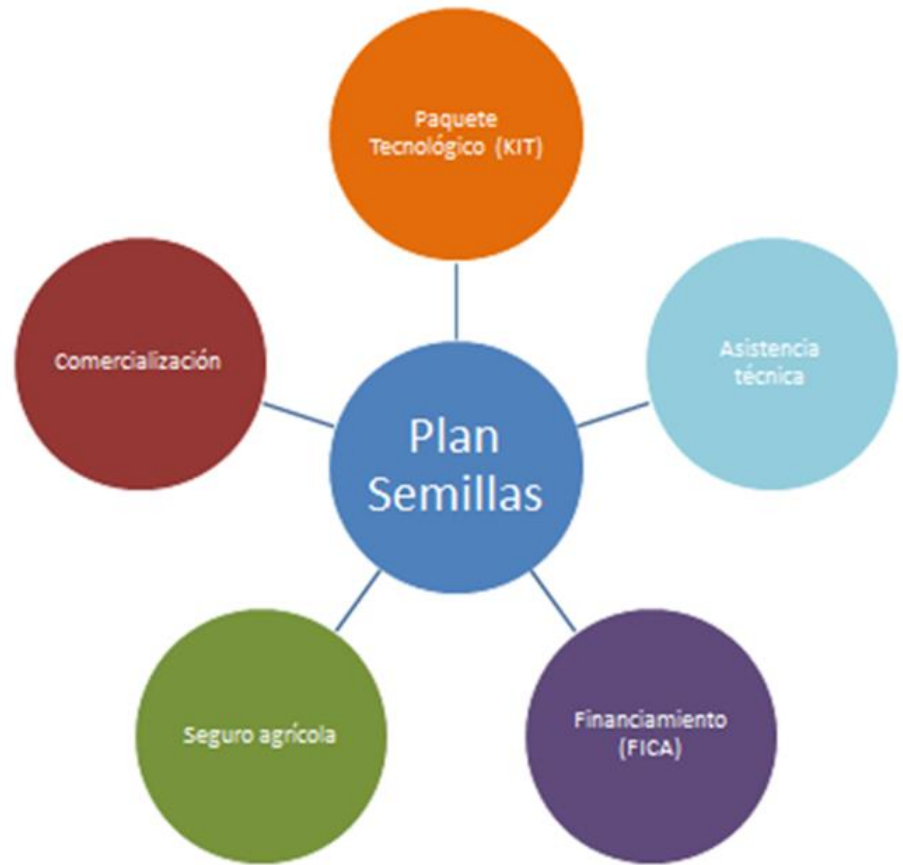 Paquete
Tecnológico (KIT)
Asistencia
técnica
Comercialización
Plan
Semillas
Seguro agrícola
Financiamiento
(FICA)